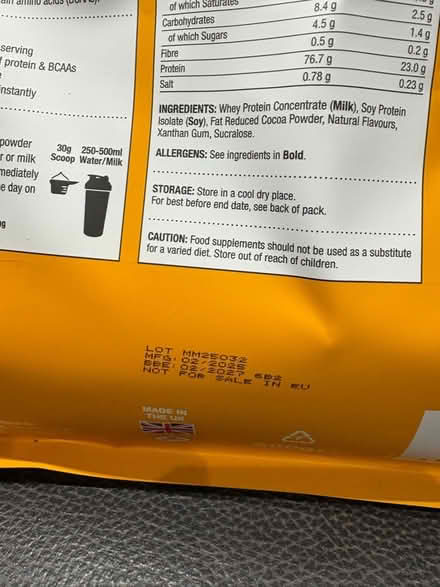 amino acids
serving
protein & BCAAs
instantly
powder
r or milk
mediately
e day on
30g 250-500ml
Scoop Water/Milk
of which Saturates
Carbohydrates 8.4 g 2.5 g
of which Sugars 4.5 g 1.4 g
Fibre 0.5 g 0.2 g
Protein 76.7 g 23.0 g
Salt 0.78 g 0.23 g
INGREDIENTS: Whey Protein Concentrate (Milk), Soy Protein
Isolate (Soy), Fat Reduced Cocoa Powder, Natural Flavours,
Xanthan Gum, Sucralose.
ALLERGENS: See ingredients in Bold.
STORAGE: Store in a cool dry place.
For best before end date, see back of pack.
CAUTION: Food supplements should not be used as a substitute
for a varied diet. Store out of reach of children.
LOT MM25032
MFG: 02/2025
BBE: 02/2027 6B2
NOT FOR SALE IN EU
MADE IN
THE UK